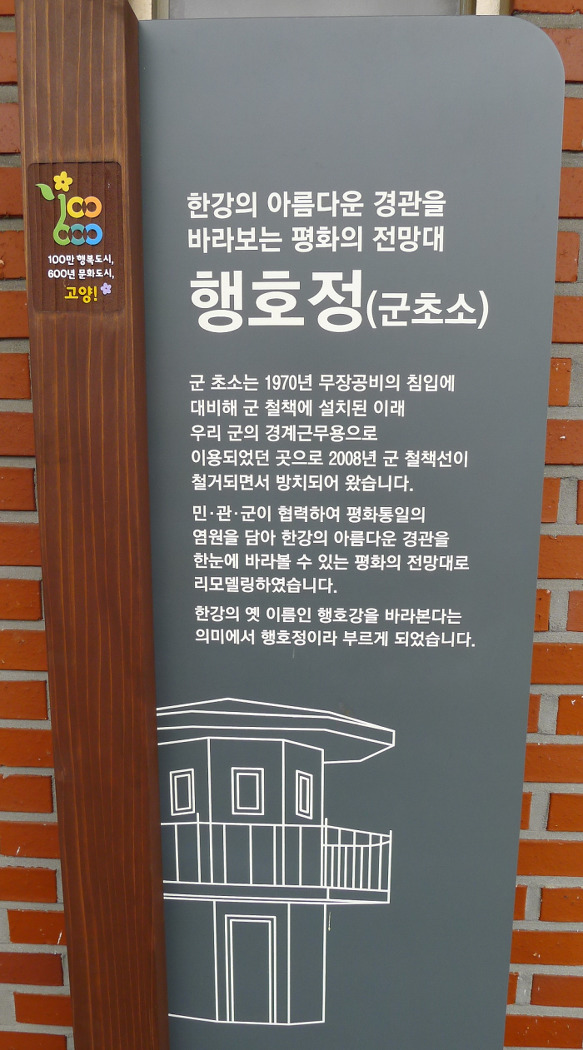 100
600
100만 행복도시,
600년 문화도시,
고양!
한강의 아름다운 경관을
바라보는 평화의 전망대
행호정(군초소)
군 초소는 1970년 무장공비의 침입에
대비해 군 철책에 설치된 이래
우리 군의 경계근무용으로
이용되었던 곳으로 2008년 군 철책선이
철거되면서 방치되어 왔습니다.
민·관·군이 협력하여 평화통일의
염원을 담아 한강의 아름다운 경관을
한눈에 바라볼 수 있는 평화의 전망대로
리모델링하였습니다.
한강의 옛 이름인 행호강을 바라본다는
의미에서 행호정이라 부르게 되었습니다.